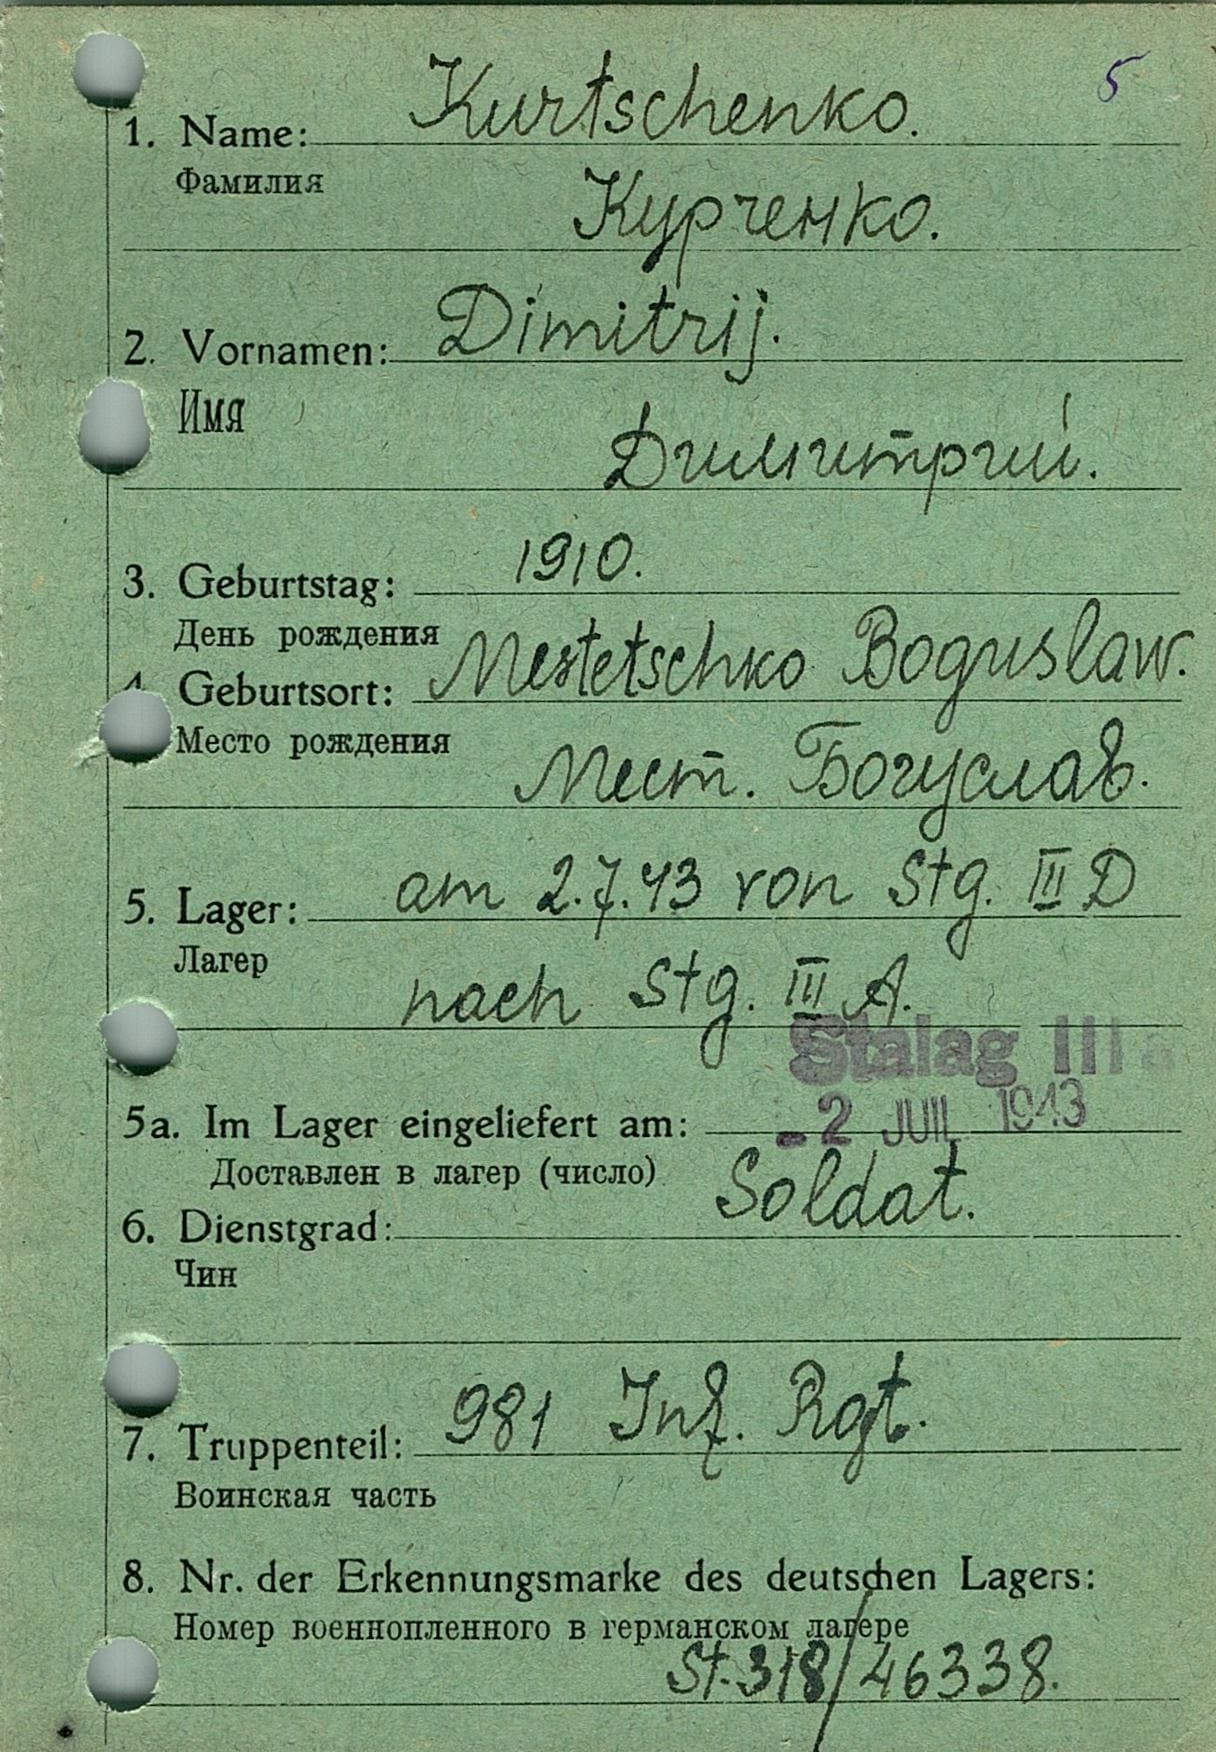 5
Kurtschenko.
1. Name:
Фамилия
Курченко.
2. Vornamen: Dimitrij.
Имя
Димитрий.
3. Geburtstag: 1910.
День рождения
4 Geburtsort: Mestetschko Boguslaw.
Место рождения
Мест. Богуслав.
5. Lager: am 2.7.43 von Stg. III D
Лагер
nach Stg. III A.
Stalag III a
5a. Im Lager eingeliefert am: -2 JULI 1943
Доставлен в лагер (число)
Soldat.
6. Dienstgrad:
Чин
7. Truppenteil: 981 Inf. Rgt.
Воинская часть
8. Nr. der Erkennungsmarke des deutschen Lagers:
Номер военнопленного в германском лагере
St. 318/46338.